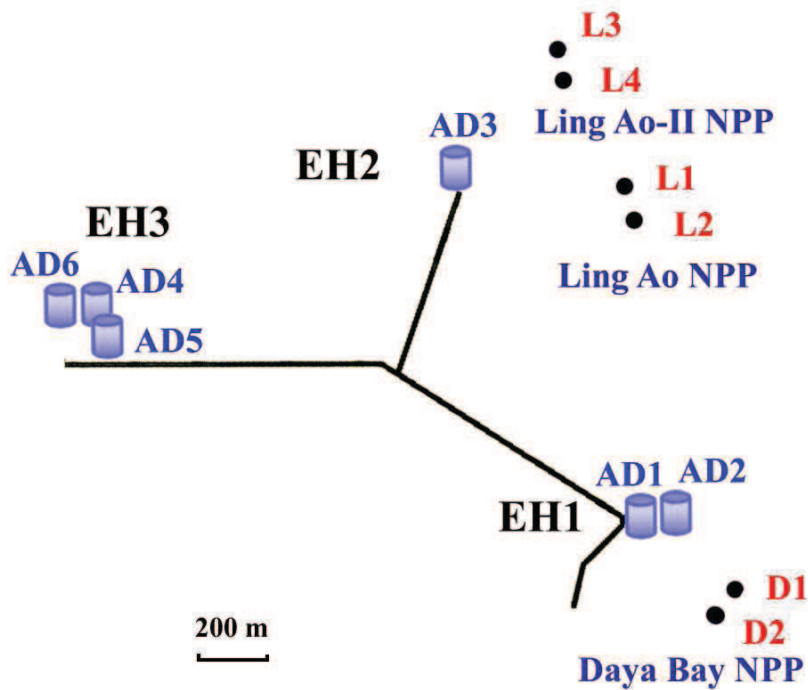 L3
L4
Ling Ao-II NPP
AD3
EH2
L1
L2
Ling Ao NPP
EH3
AD6
AD4
AD5
AD1
AD2
EH1
D1
D2
Daya Bay NPP
200 m